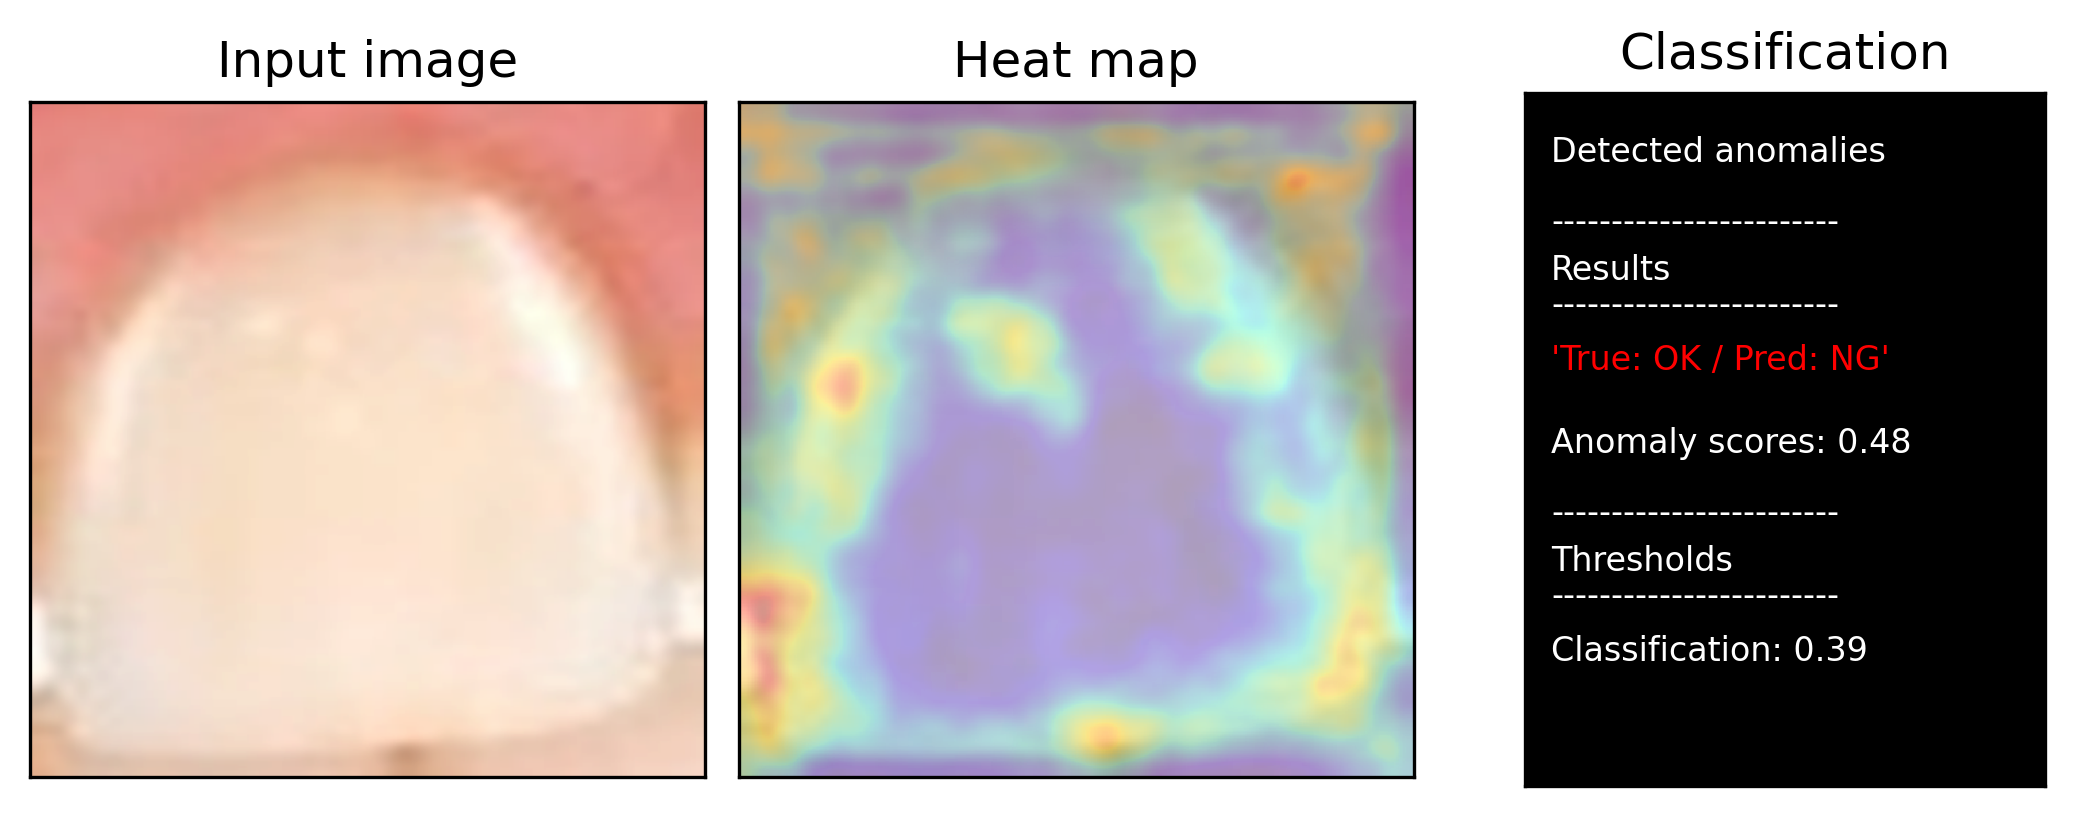 Input image
Heat map
Classification
Detected anomalies
------------------------
Results
------------------------
'True: OK / Pred: NG'
Anomaly scores: 0.48
------------------------
Thresholds
------------------------
Classification: 0.39